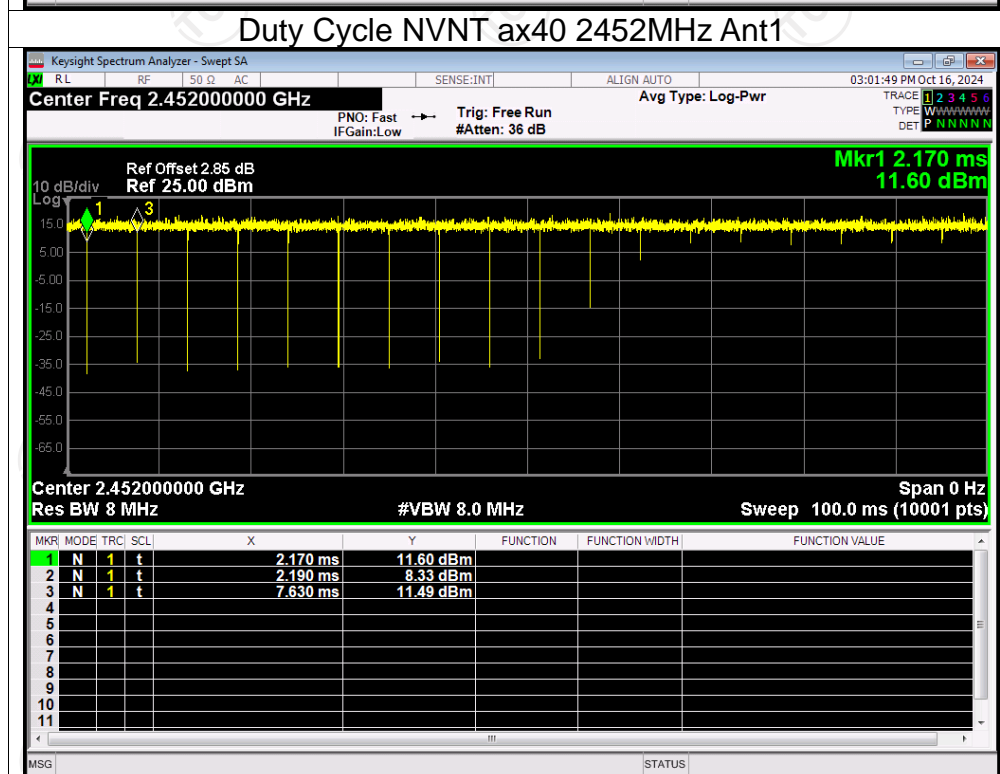 Duty Cycle NVNT ax40 2452MHz Ant1
Keysight Spectrum Analyzer - Swept SA
LXI RL RF 50 Ω AC SENSE:INT ALIGN AUTO 03:01:49 PM Oct 16, 2024
Center Freq 2.452000000 GHz Avg Type: Log-Pwr TRACE 1 2 3 4 5 6
PNO: Fast Trig: Free Run TYPE WWWWWW
IFGain:Low #Atten: 36 dB DET P N N N N N
Mkr1 2.170 ms
Ref Offset 2.85 dB
10 dB/div Ref 25.00 dBm 11.60 dBm
Log
1 3
15.0
5.00
-5.00
-15.0
-25.0
-35.0
-45.0
-55.0
-65.0
Center 2.452000000 GHz Span 0 Hz
Res BW 8 MHz #VBW 8.0 MHz Sweep 100.0 ms (10001 pts)
MKR MODE TRC SCL X Y FUNCTION FUNCTION WIDTH FUNCTION VALUE
1 N 1 t 2.170 ms 11.60 dBm
2 N 1 t 2.190 ms 8.33 dBm
3 N 1 t 7.630 ms 11.49 dBm
4
5
6
7
8
9
10
11
MSG STATUS